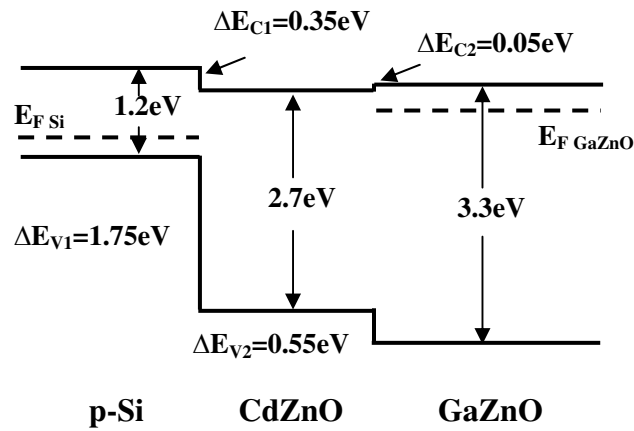 ΔE_C1=0.35eV
ΔE_C2=0.05eV
1.2eV
E_F Si
E_F GaZnO
2.7eV
3.3eV
ΔE_V1=1.75eV
ΔE_V2=0.55eV
p-Si CdZnO GaZnO